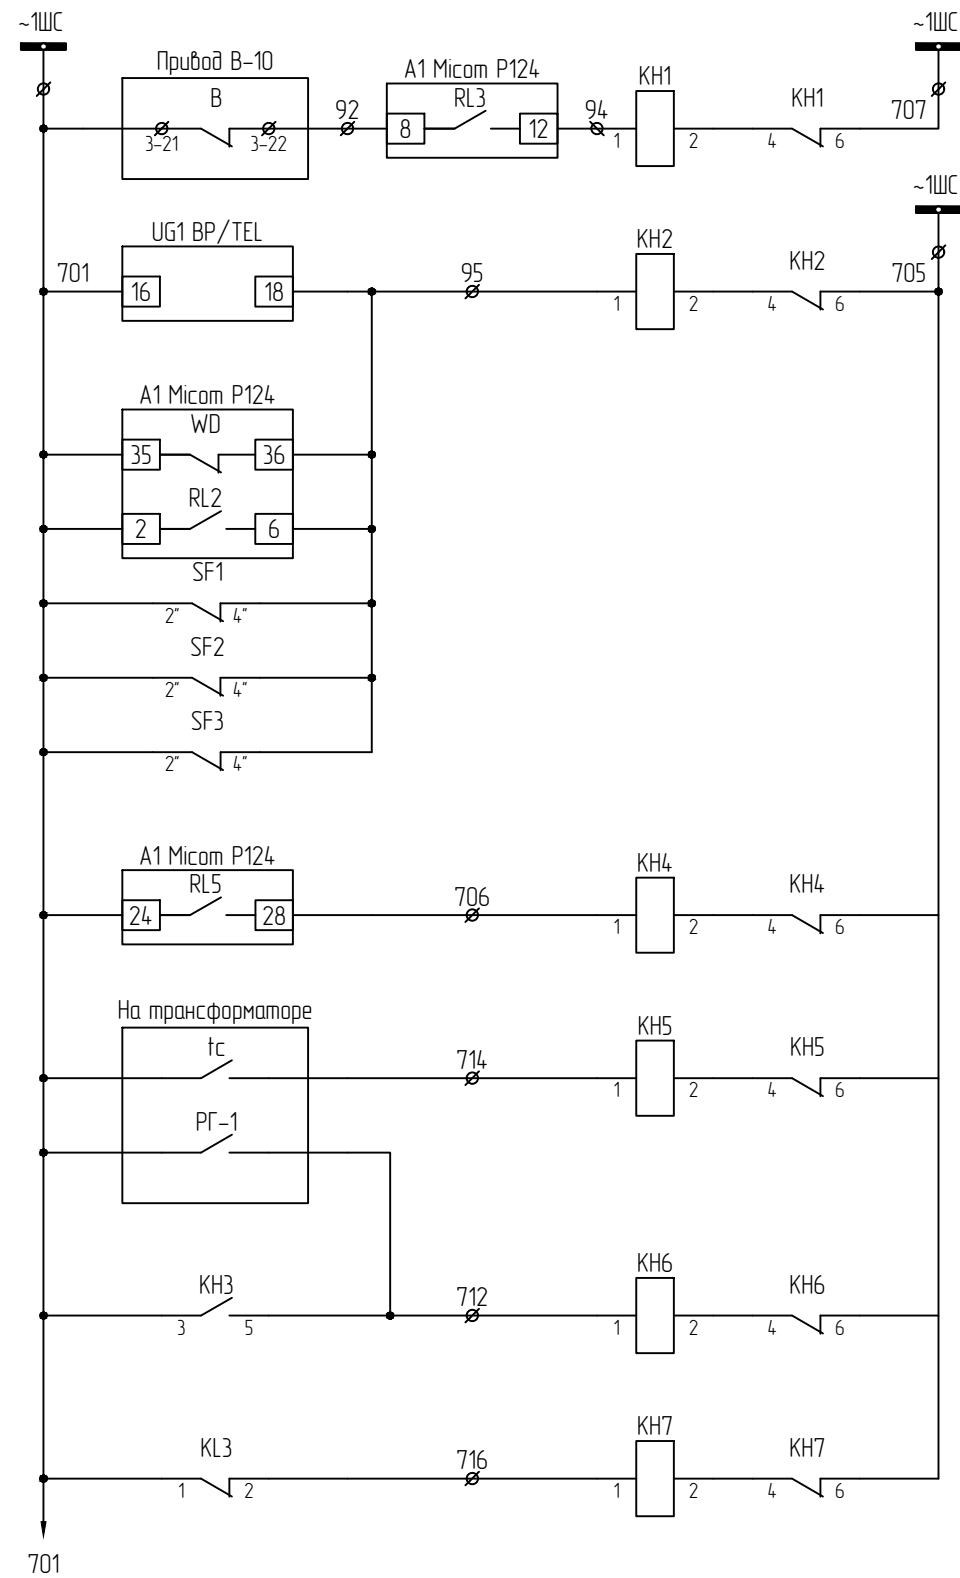 ~1ШС
~1ШС
Привод В-10
А1 Micom P124
КН1
В
RL3
КН1
92
94
707
8
12
3-21
3-22
1
2
4
6
~1ШС
UG1 BP/TEL
КН2
КН2
701
95
705
16
18
1
2
4
6
А1 Micom P124
WD
35
36
RL2
2
6
SF1
2"
4"
SF2
2"
4"
SF3
2"
4"
А1 Micom P124
КН4
RL5
КН4
706
24
28
1
2
4
6
На трансформаторе
КН5
tc
КН5
714
1
2
4
6
РГ-1
КН6
КН3
КН6
712
3
5
1
2
4
6
КН7
KL3
КН7
716
1
2
1
2
4
6
701